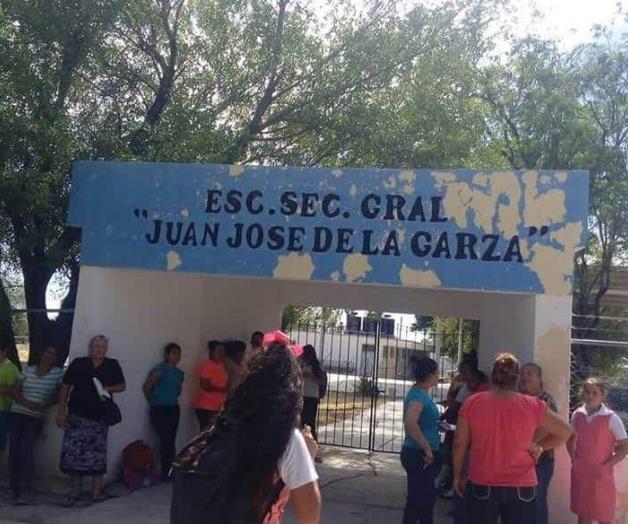 ESC. SEC. GRAL
"JUAN JOSE DE LA GARZA"